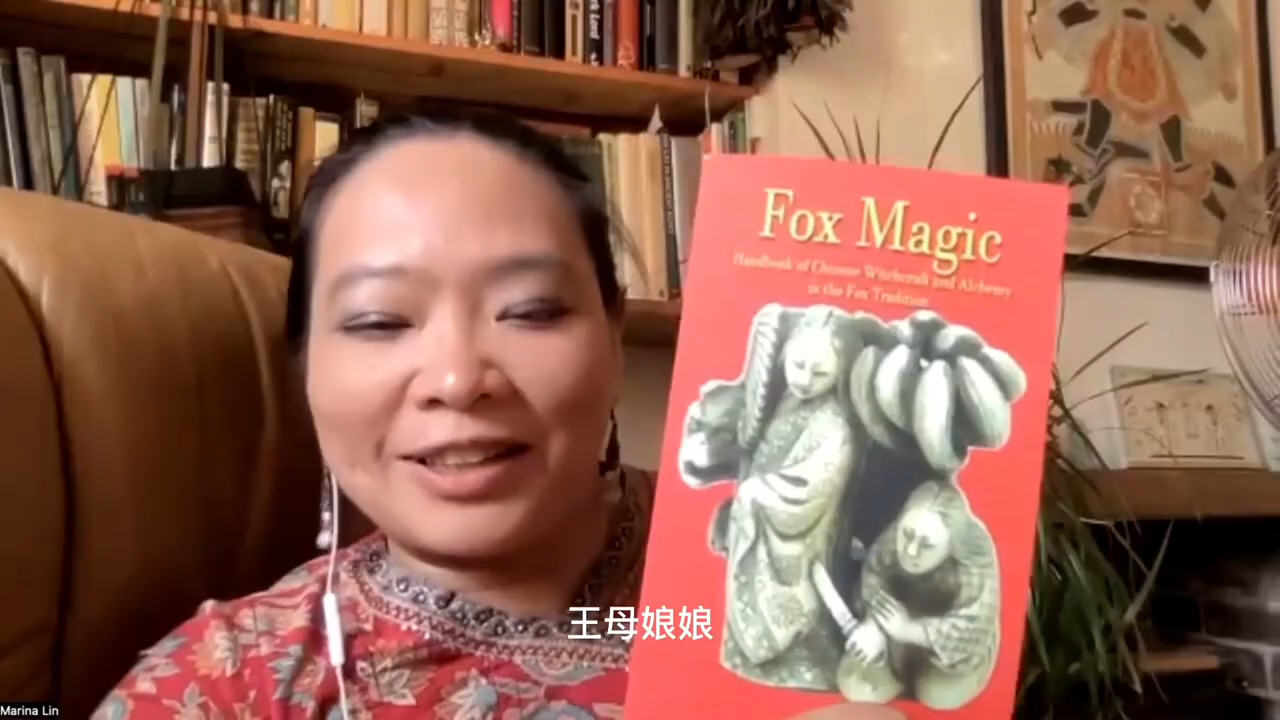 Fox Magic
Handbook of Chinese Witchcraft and Alchemy
in the Fox Tradition
王母娘娘
Marina Lin